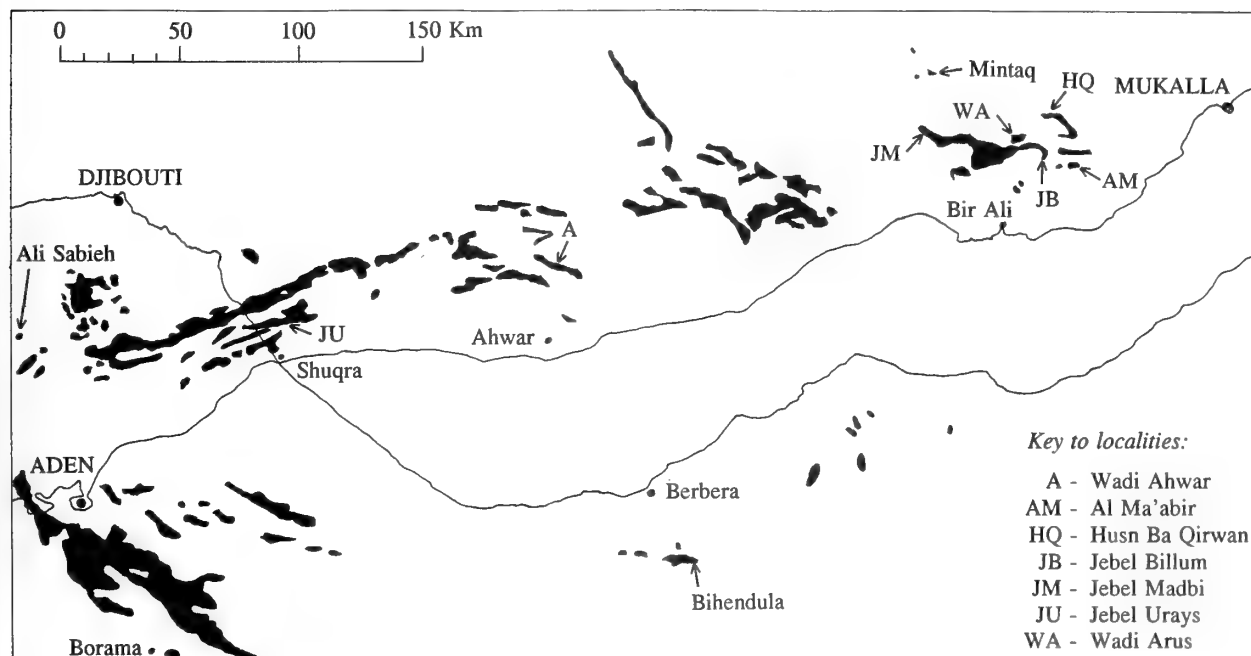 0 50 100 150 Km
Mintaq
HQ
MUKALLA
WA
JM
AM
JB
Bir Ali
DJIBOUTI
A
Ali Sabieh
JU
Ahwar
Shuqra
ADEN
Berbera
Bihendula
Borama
Key to localities:
A - Wadi Ahwar
AM - Al Ma'abir
HQ - Husn Ba Qirwan
JB - Jebel Billum
JM - Jebel Madbi
JU - Jebel Urays
WA - Wadi Arus